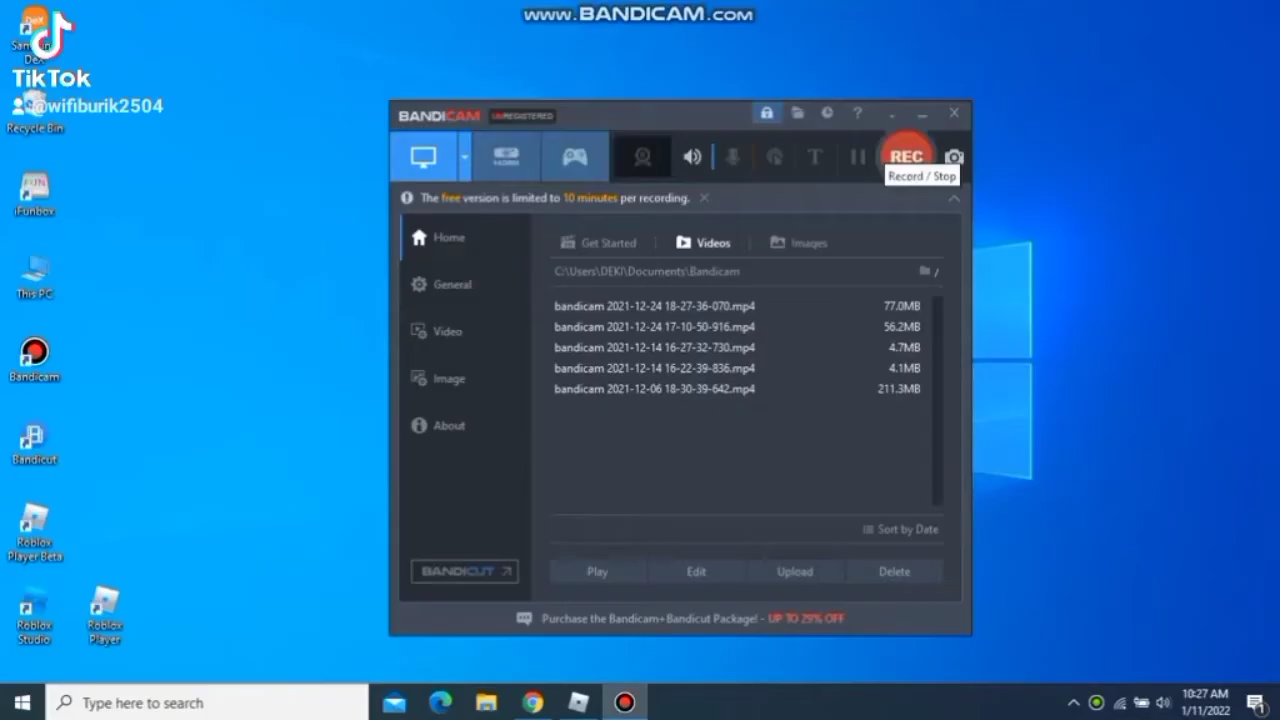 www.BANDICAM.com
TikTok
@wifiburik2504
Recycle Bin
iFunbox
This PC
Bandicam
Bandicut
Roblox
Player Beta
Roblox
Studio
Roblox
Player
BANDICAM UNREGISTERED
REC
Record / Stop
The free version is limited to 10 minutes per recording.
Home
General
Video
Image
About
BANDICUT
Get Started
Videos
Images
C:\Users\DEKI\Documents\Bandicam
bandicam 2021-12-24 18-27-36-070.mp4 77.0MB
bandicam 2021-12-24 17-10-50-916.mp4 56.2MB
bandicam 2021-12-14 16-27-32-730.mp4 4.7MB
bandicam 2021-12-14 16-22-39-836.mp4 4.1MB
bandicam 2021-12-06 18-30-39-642.mp4 211.3MB
Sort by Date
Play Edit Upload Delete
Purchase the Bandicam+Bandicut Package! - UP TO 29% OFF
Type here to search
10:27 AM
1/11/2022